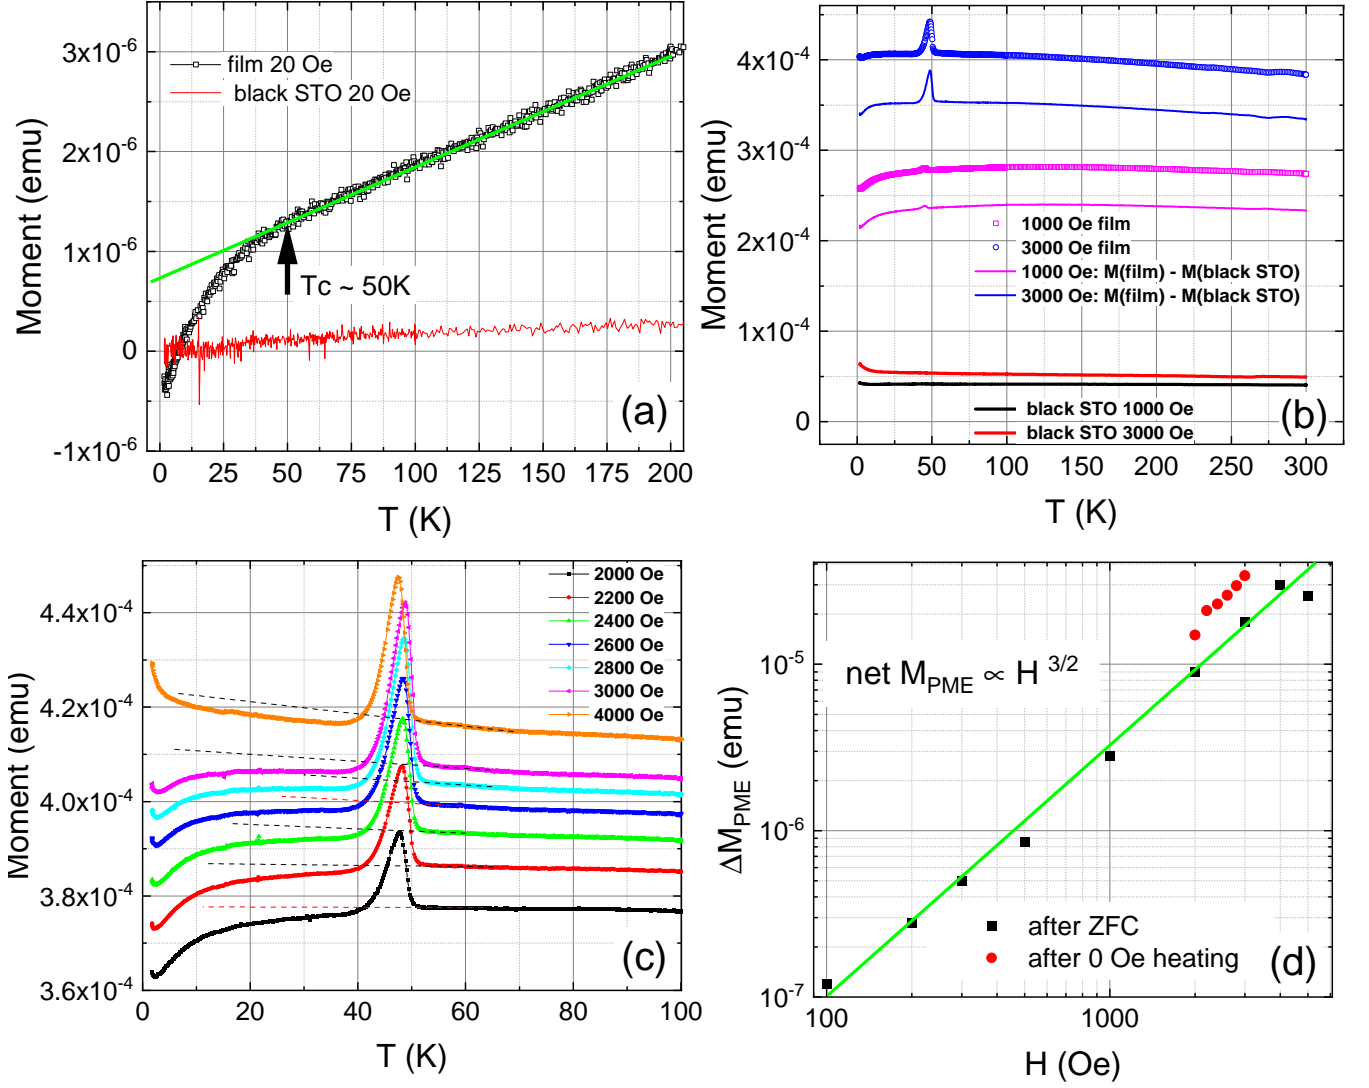 3x10-6
2x10-6
1x10-6
0
-1x10-6
Moment (emu)
film 20 Oe
black STO 20 Oe
Tc ~ 50K
(a)
0 25 50 75 100 125 150 175 200
T (K)
4x10-4
3x10-4
2x10-4
1x10-4
0
Moment (emu)
1000 Oe film
3000 Oe film
1000 Oe: M(film) - M(black STO)
3000 Oe: M(film) - M(black STO)
black STO 1000 Oe
black STO 3000 Oe
(b)
0 50 100 150 200 250 300
T (K)
4.4x10-4
4.2x10-4
4.0x10-4
3.8x10-4
3.6x10-4
Moment (emu)
2000 Oe
2200 Oe
2400 Oe
2600 Oe
2800 Oe
3000 Oe
4000 Oe
(c)
0 20 40 60 80 100
T (K)
10-5
10-6
10-7
ΔMPME (emu)
net MPME ∝ H 3/2
after ZFC
after 0 Oe heating
(d)
100 1000
H (Oe)